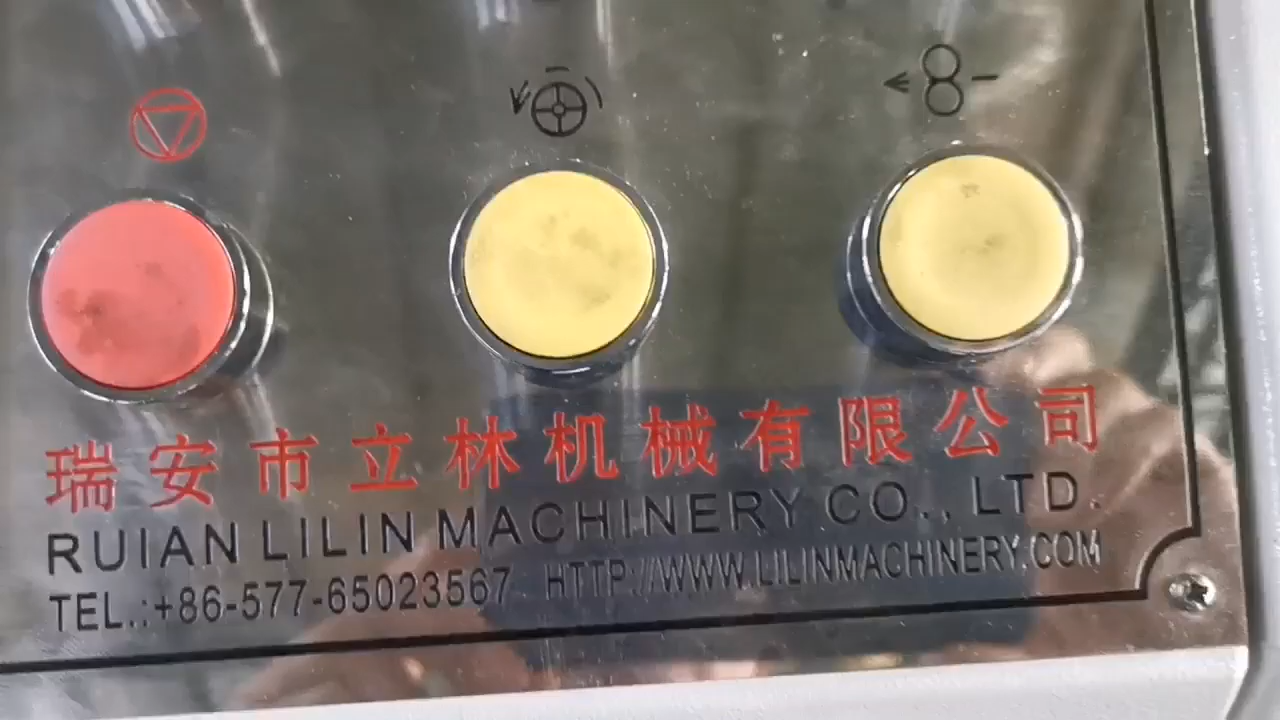 瑞安市立林机械有限公司
RUIAN LILIN MACHINERY CO., LTD.
TEL.:+86-577-65023567 HTTP://WWW.LILINMACHINERY.COM